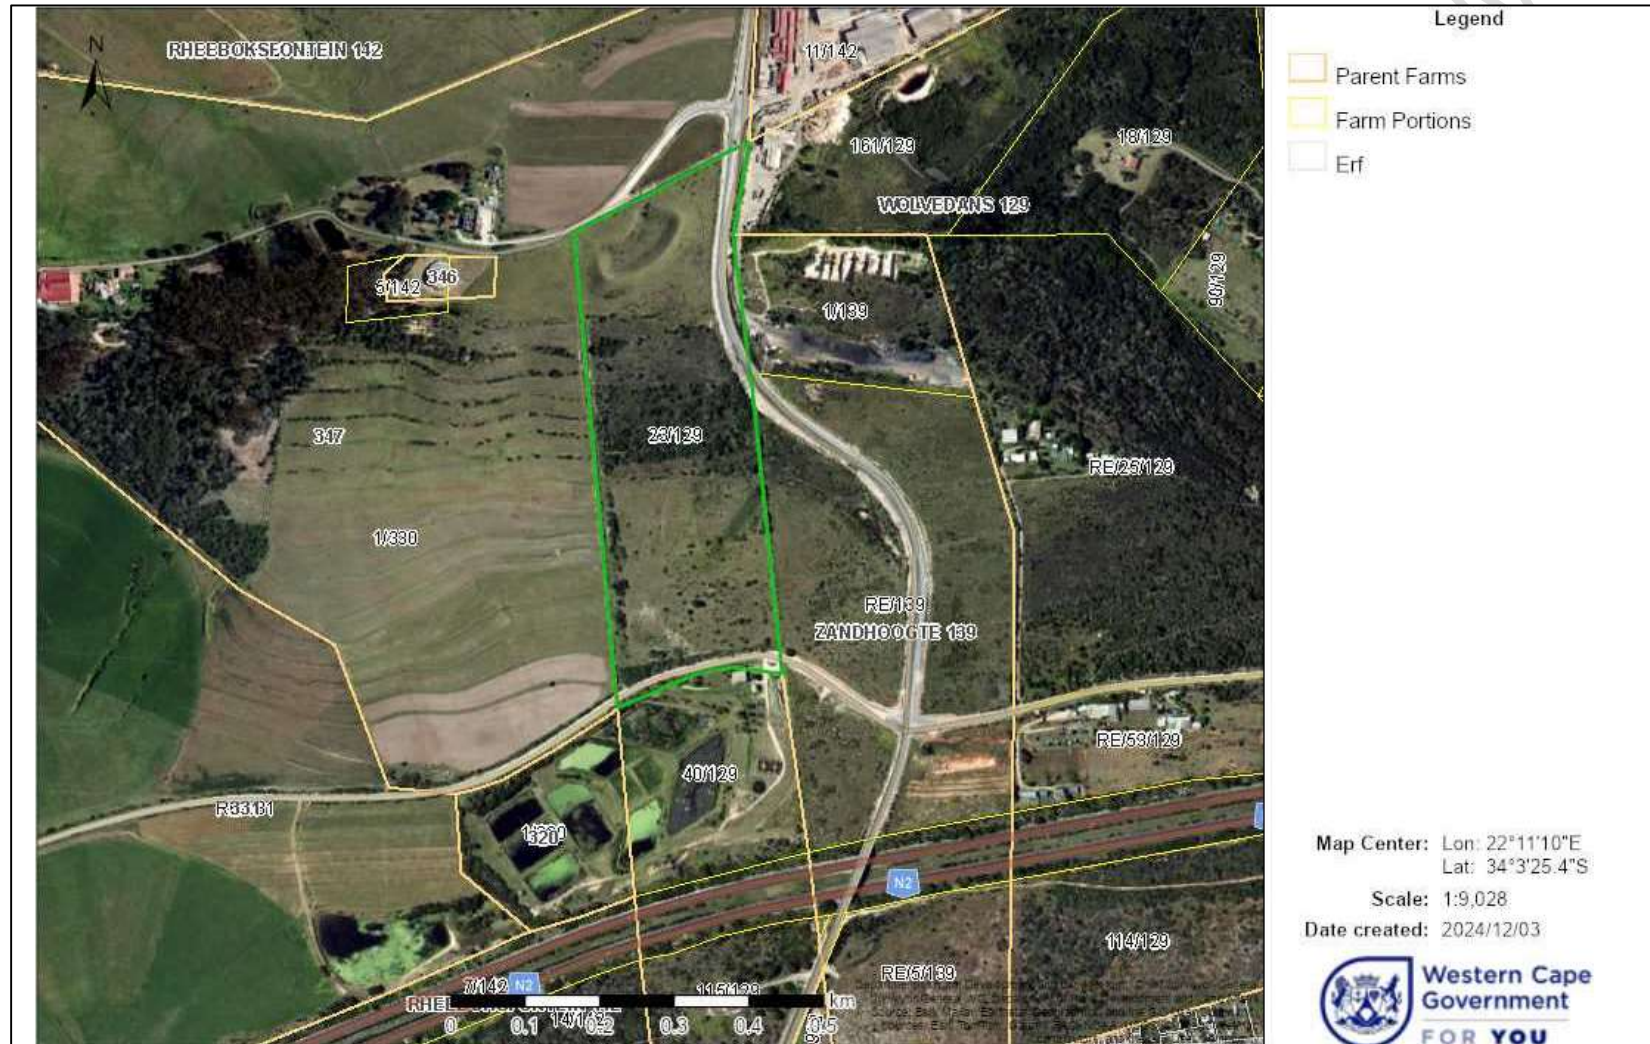 N
RHEEBOKSFONTEIN 142
11/142
161/129
18/129
WOLVEDANS 129
99/129
346
5/142
1/139
347
23/129
RE/25/129
1/330
RE/139
ZANDHOOGTE 139
RE/53/129
40/129
320
N2
114/129
RE/5/139
7/142
N2
115/129
km
0 0.1 0.2 0.3 0.4 0.5
Legend
Parent Farms
Farm Portions
Erf
Map Center: Lon: 22°11'10"E
Lat: 34°3'25.4"S
Scale: 1:9,028
Date created: 2024/12/03
Western Cape
Government
FOR YOU